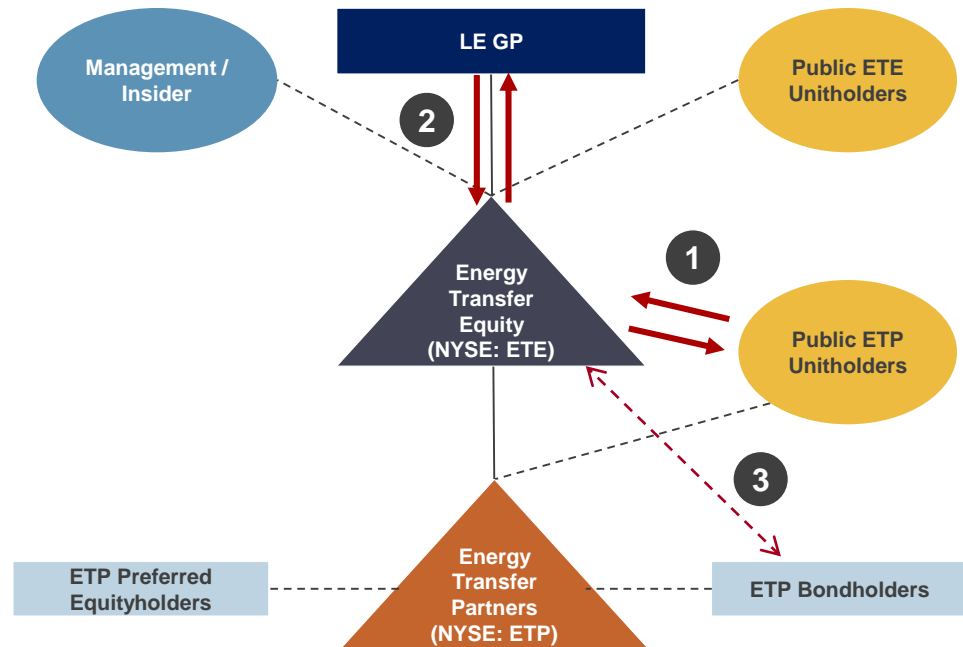 LE GP
Management /
Insider
Public ETE
Unitholders
2
1
Energy
Transfer
Equity
(NYSE: ETE)
Public ETP
Unitholders
3
ETP Preferred
Equityholders
Energy
Transfer
Partners
(NYSE: ETP)
ETP Bondholders